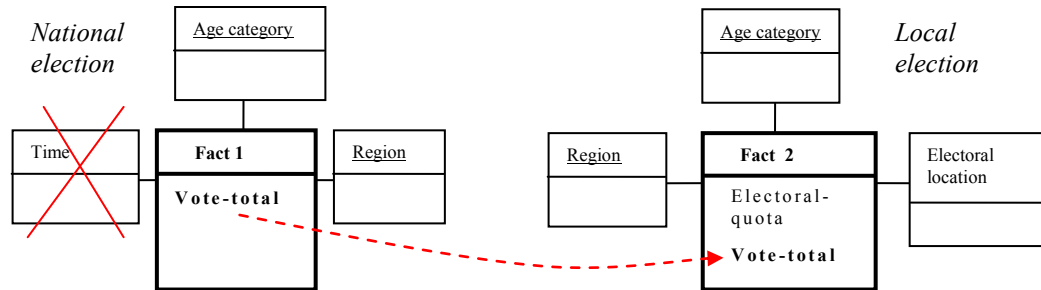 National
election
Age category
Time
Fact 1
Region
Vote-total
Age category
Local
election
Region
Fact 2
Electoral
location
Electoral-
quota
Vote-total